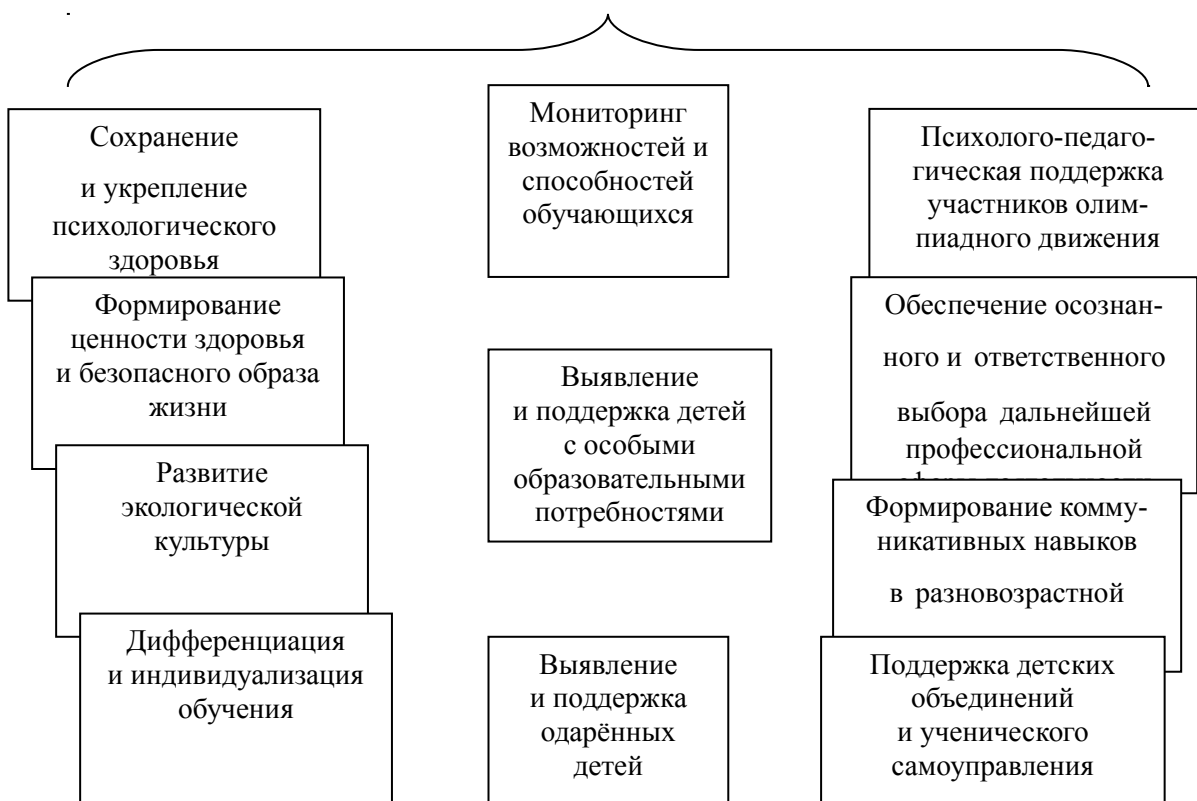 Сохранение
и укрепление
психологического
здоровья
Формирование
ценности здоровья
и безопасного образа
жизни
Развитие
экологической
культуры
Дифференциация
и индивидуализация
обучения
Мониторинг
возможностей и
способностей
обучающихся
Выявление
и поддержка детей
с особыми
образовательными
потребностями
Выявление
и поддержка
одарённых
детей
Психолого-педаго-
гическая поддержка
участников олим-
пиадного движения
Обеспечение осознан-
ного и ответственного
выбора дальнейшей
профессиональной
Формирование комму-
никативных навыков
в разновозрастной
Поддержка детских
объединений
и ученического
самоуправления